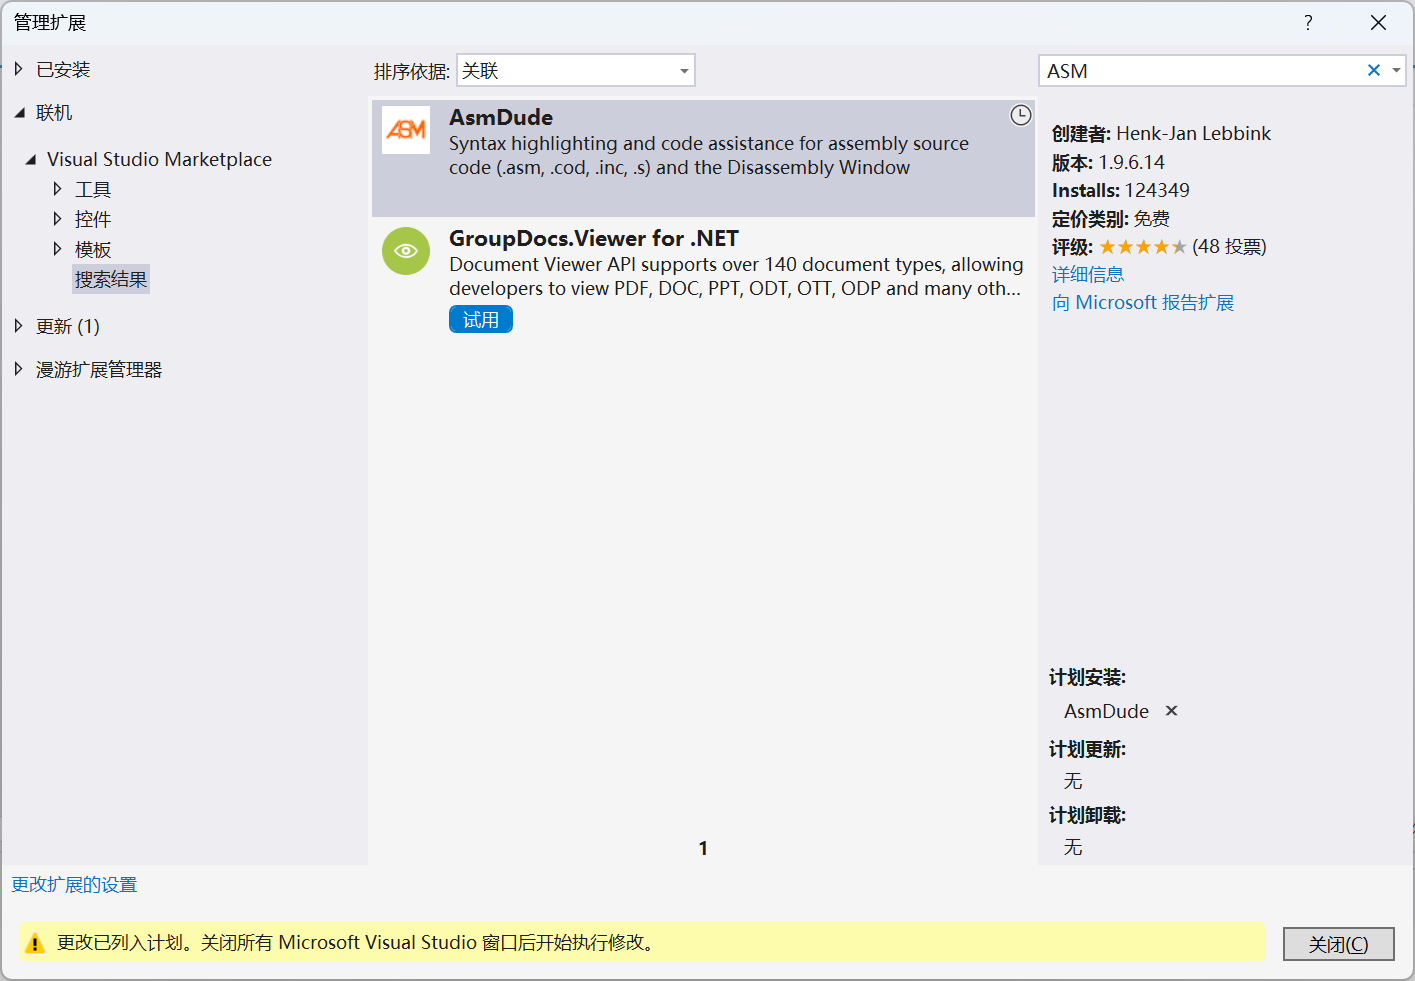 管理扩展
?
已安装
联机
Visual Studio Marketplace
工具
控件
模板
搜索结果
更新 (1)
漫游扩展管理器
排序依据: 关联
ASM
AsmDude
Syntax highlighting and code assistance for assembly source
code (.asm, .cod, .inc, .s) and the Disassembly Window
GroupDocs.Viewer for .NET
Document Viewer API supports over 140 document types, allowing
developers to view PDF, DOC, PPT, ODT, OTT, ODP and many oth...
试用
1
创建者: Henk-Jan Lebbink
版本: 1.9.6.14
Installs: 124349
定价类别: 免费
评级: ★★★★★ (48 投票)
详细信息
向 Microsoft 报告扩展
计划安装:
AsmDude ×
计划更新:
无
计划卸载:
无
更改扩展的设置
更改已列入计划。关闭所有 Microsoft Visual Studio 窗口后开始执行修改。
关闭(C)